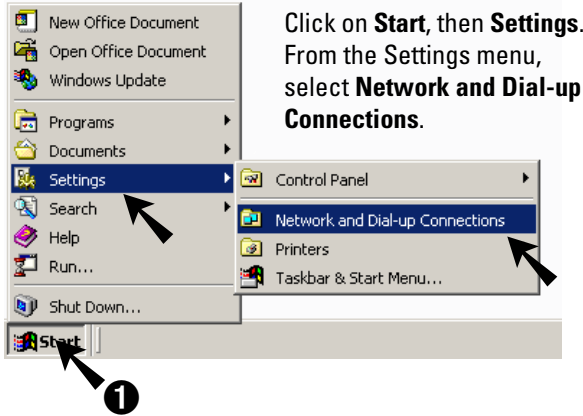 New Office Document
Open Office Document
Windows Update
Programs
Documents
Settings
Search
Help
Run...
Shut Down...
Start
1
Click on Start, then Settings.
From the Settings menu,
select Network and Dial-up
Connections.
Control Panel
Network and Dial-up Connections
Printers
Taskbar & Start Menu...